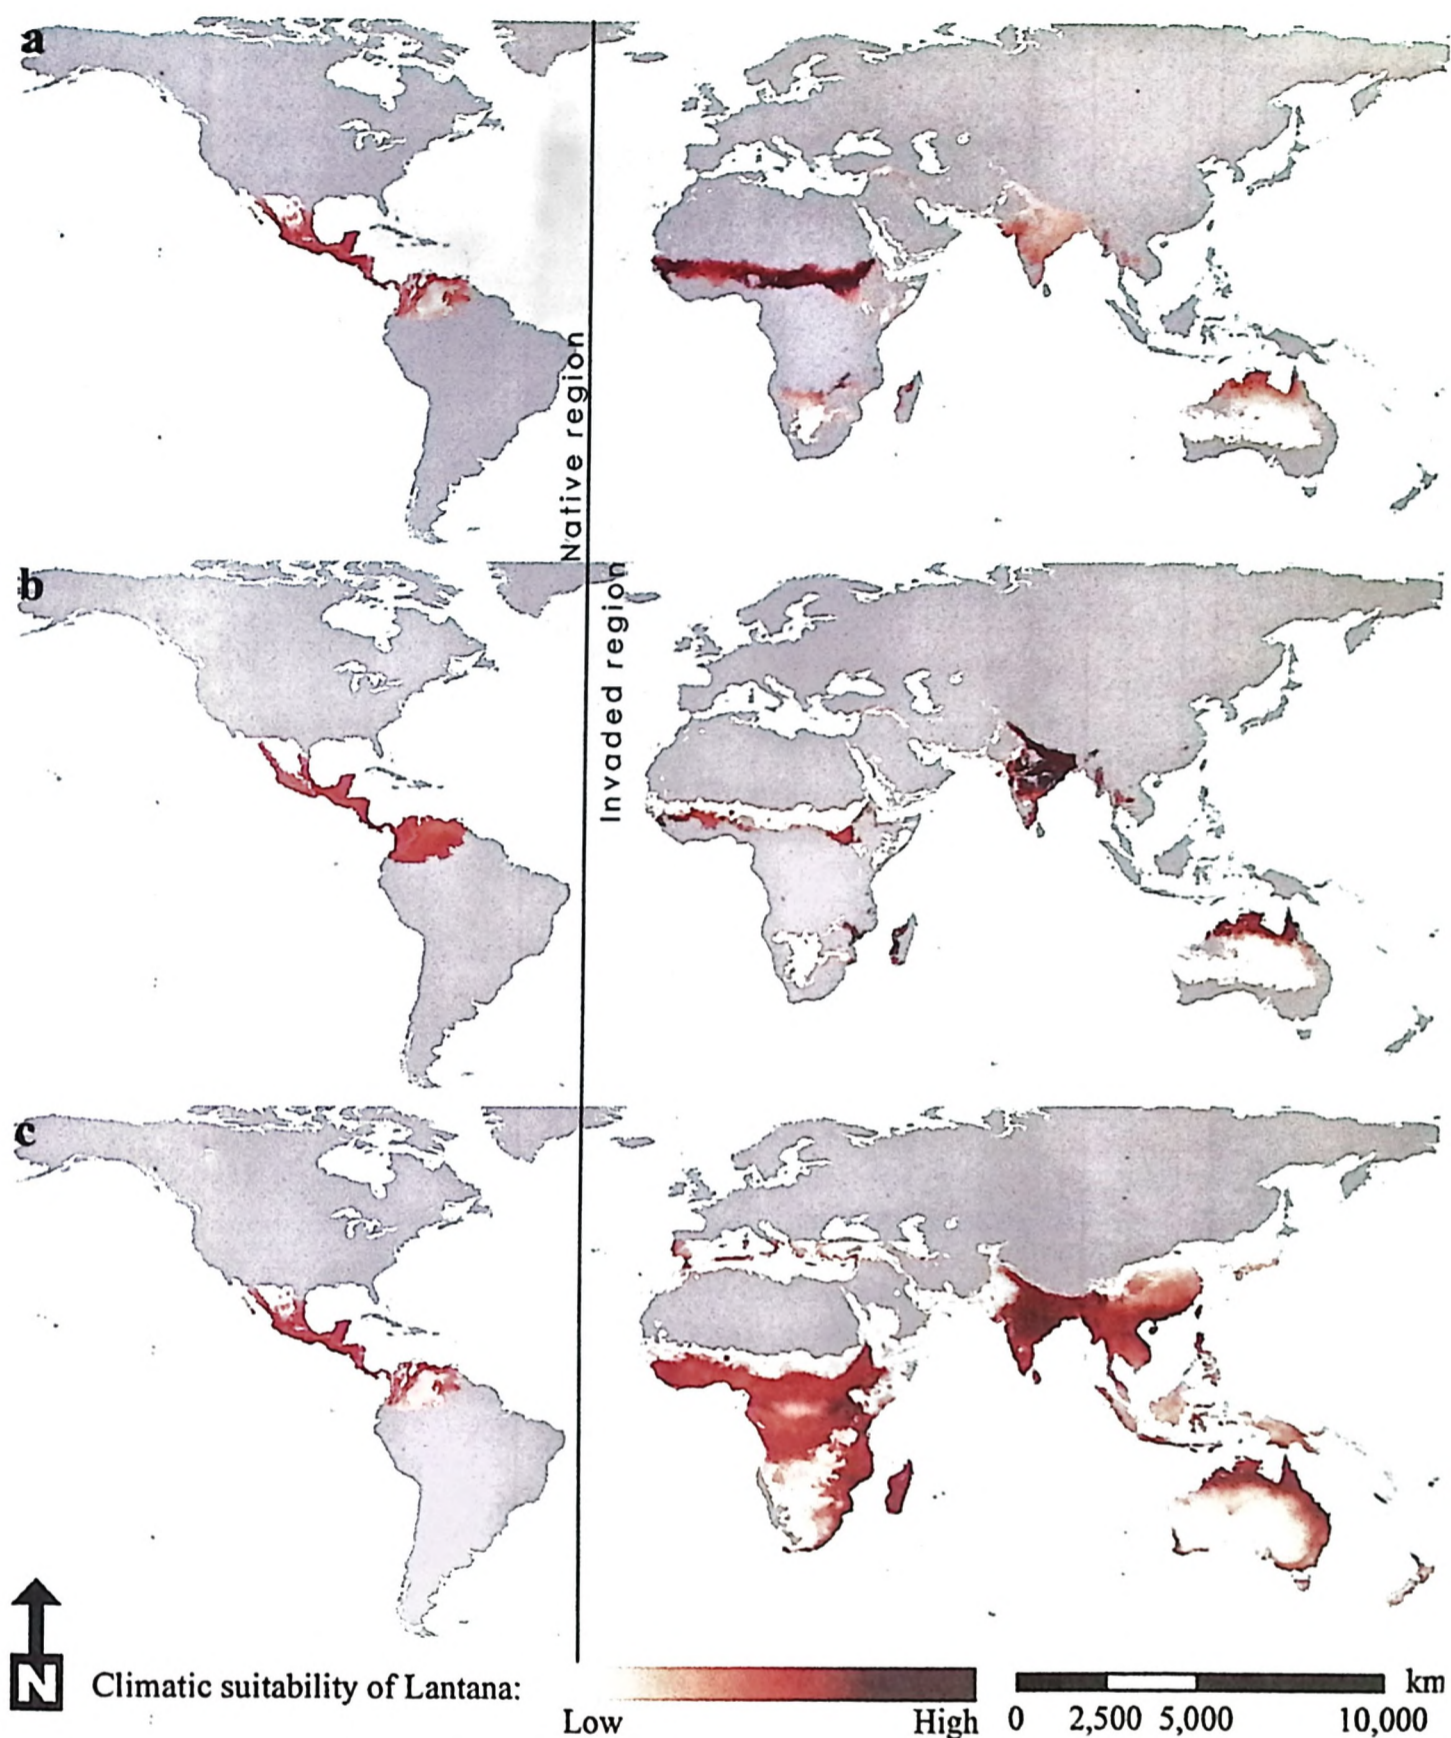 a
Native region
b
Invaded region
c
N
Climatic suitability of Lantana:
Low
High
km
0
2,500
5,000
10,000